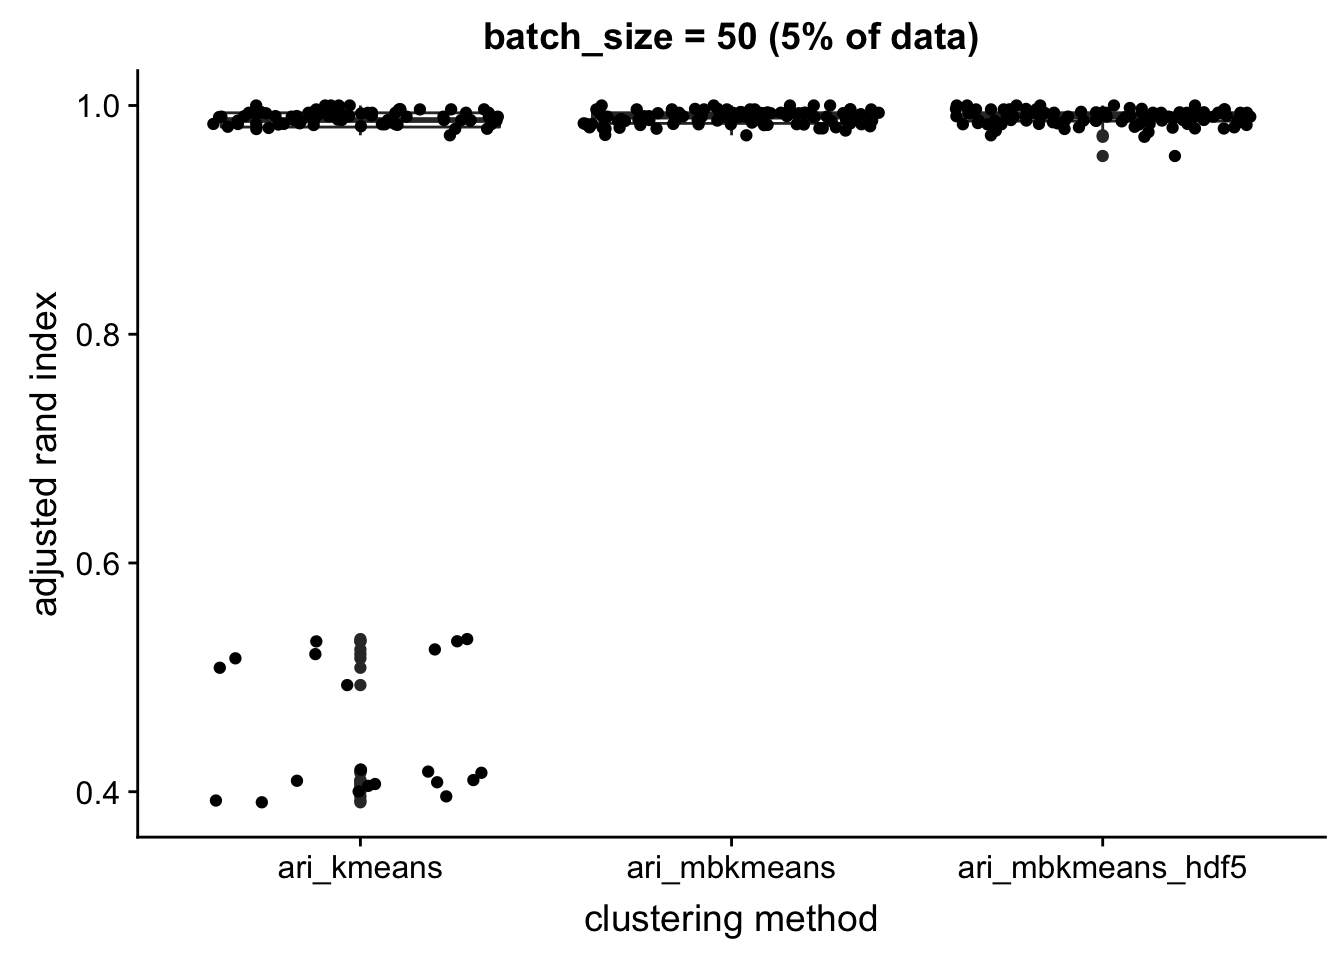 batch_size = 50 (5% of data)
1.0
0.8
0.6
0.4
adjusted rand index
ari_kmeans
ari_mbkmeans
ari_mbkmeans_hdf5
clustering method